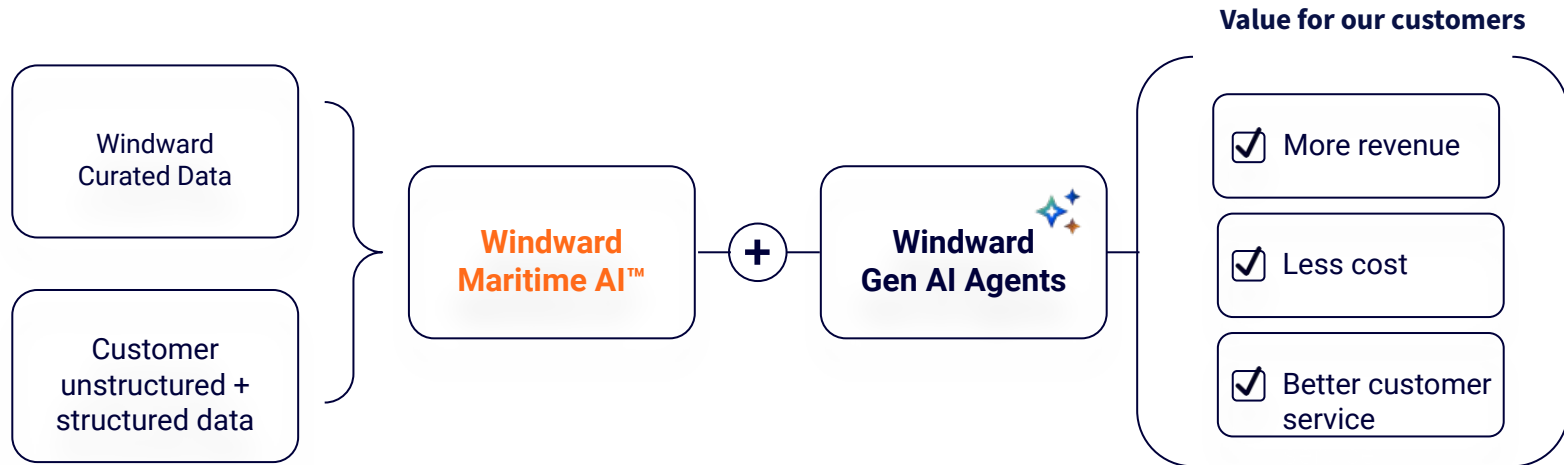 Value for our customers
Windward
Curated Data
Customer
unstructured +
structured data
Windward
Maritime AI™
+
Windward
Gen AI Agents
More revenue
Less cost
Better customer
service